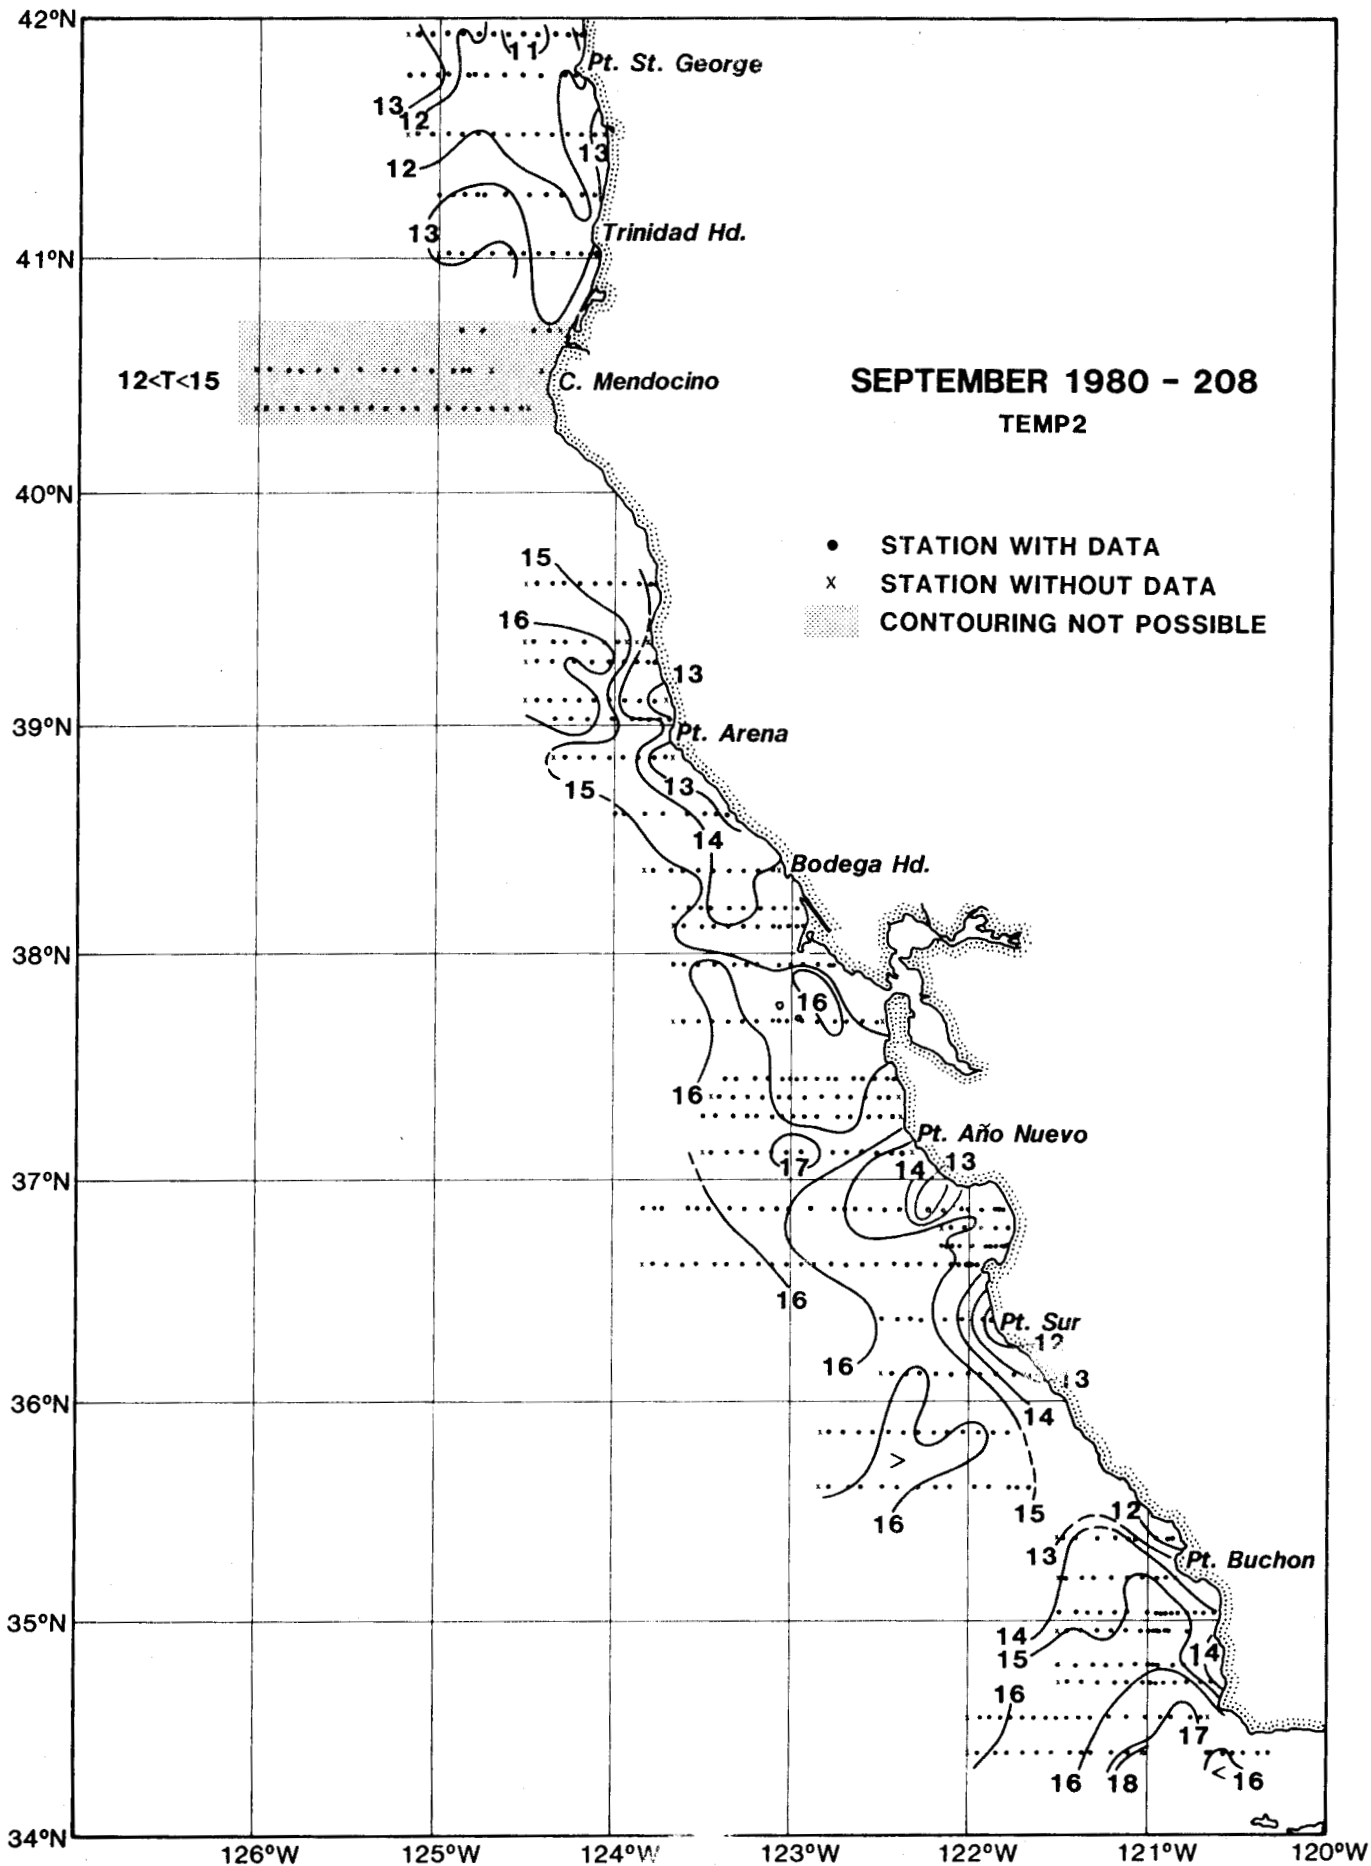 42°N
11
Pt. St. George
13
12
13
12
13
Trinidad Hd.
41°N
12<T<15
C. Mendocino
SEPTEMBER 1980 - 208
TEMP2
40°N
• STATION WITH DATA
x STATION WITHOUT DATA
CONTOURING NOT POSSIBLE
15
16
13
39°N
Pt. Arena
15
13
14
Bodega Hd.
38°N
16
16
Pt. Año Nuevo
17
14
13
37°N
16
Pt. Sur
12
16
13
36°N
14
>
16
15
12
13
Pt. Buchon
35°N
14
15
14
16
17
16
18
<16
34°N
126°W
125°W
124°W
123°W
122°W
121°W
120°W